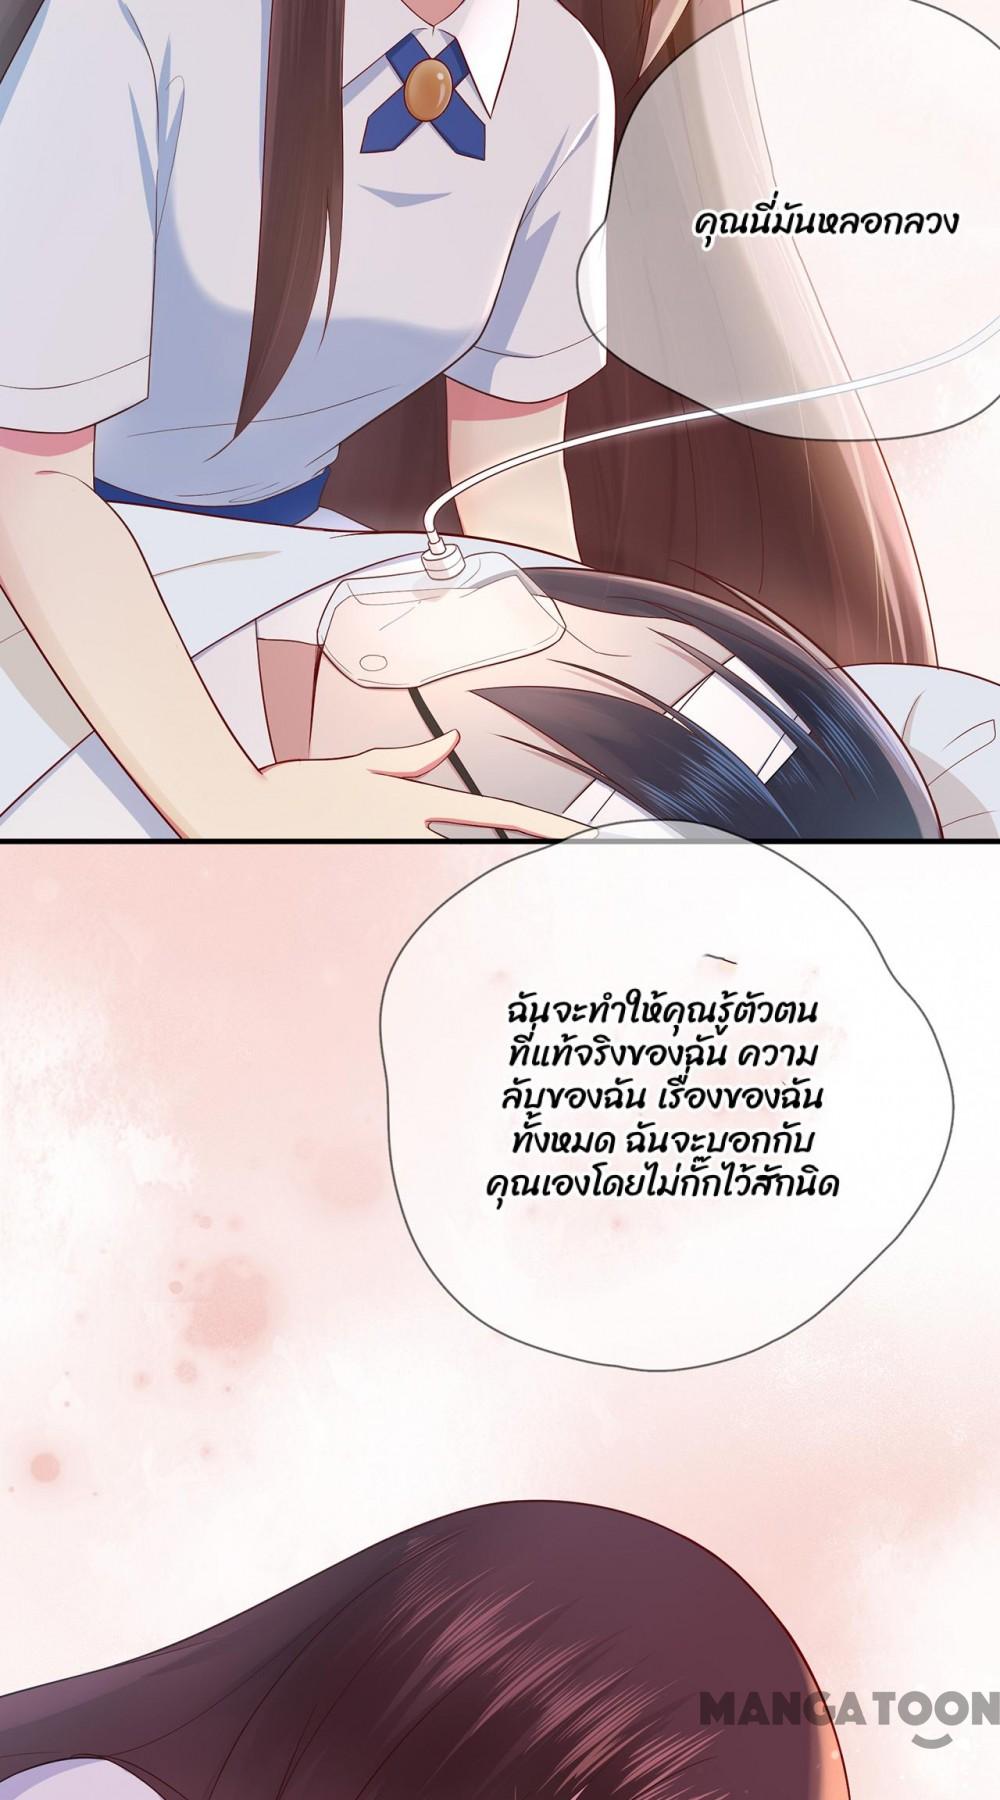 คุณนี่มันหลอกลวง
ฉันจะทำให้คุณรู้ตัวตน
ที่แท้จริงของฉัน ความ
ลับของฉัน เรื่องของฉัน
ทั้งหมด ฉันจะบอกกับ
คุณเองโดยไม่กั๊กไว้สักนิด
MANGATOON